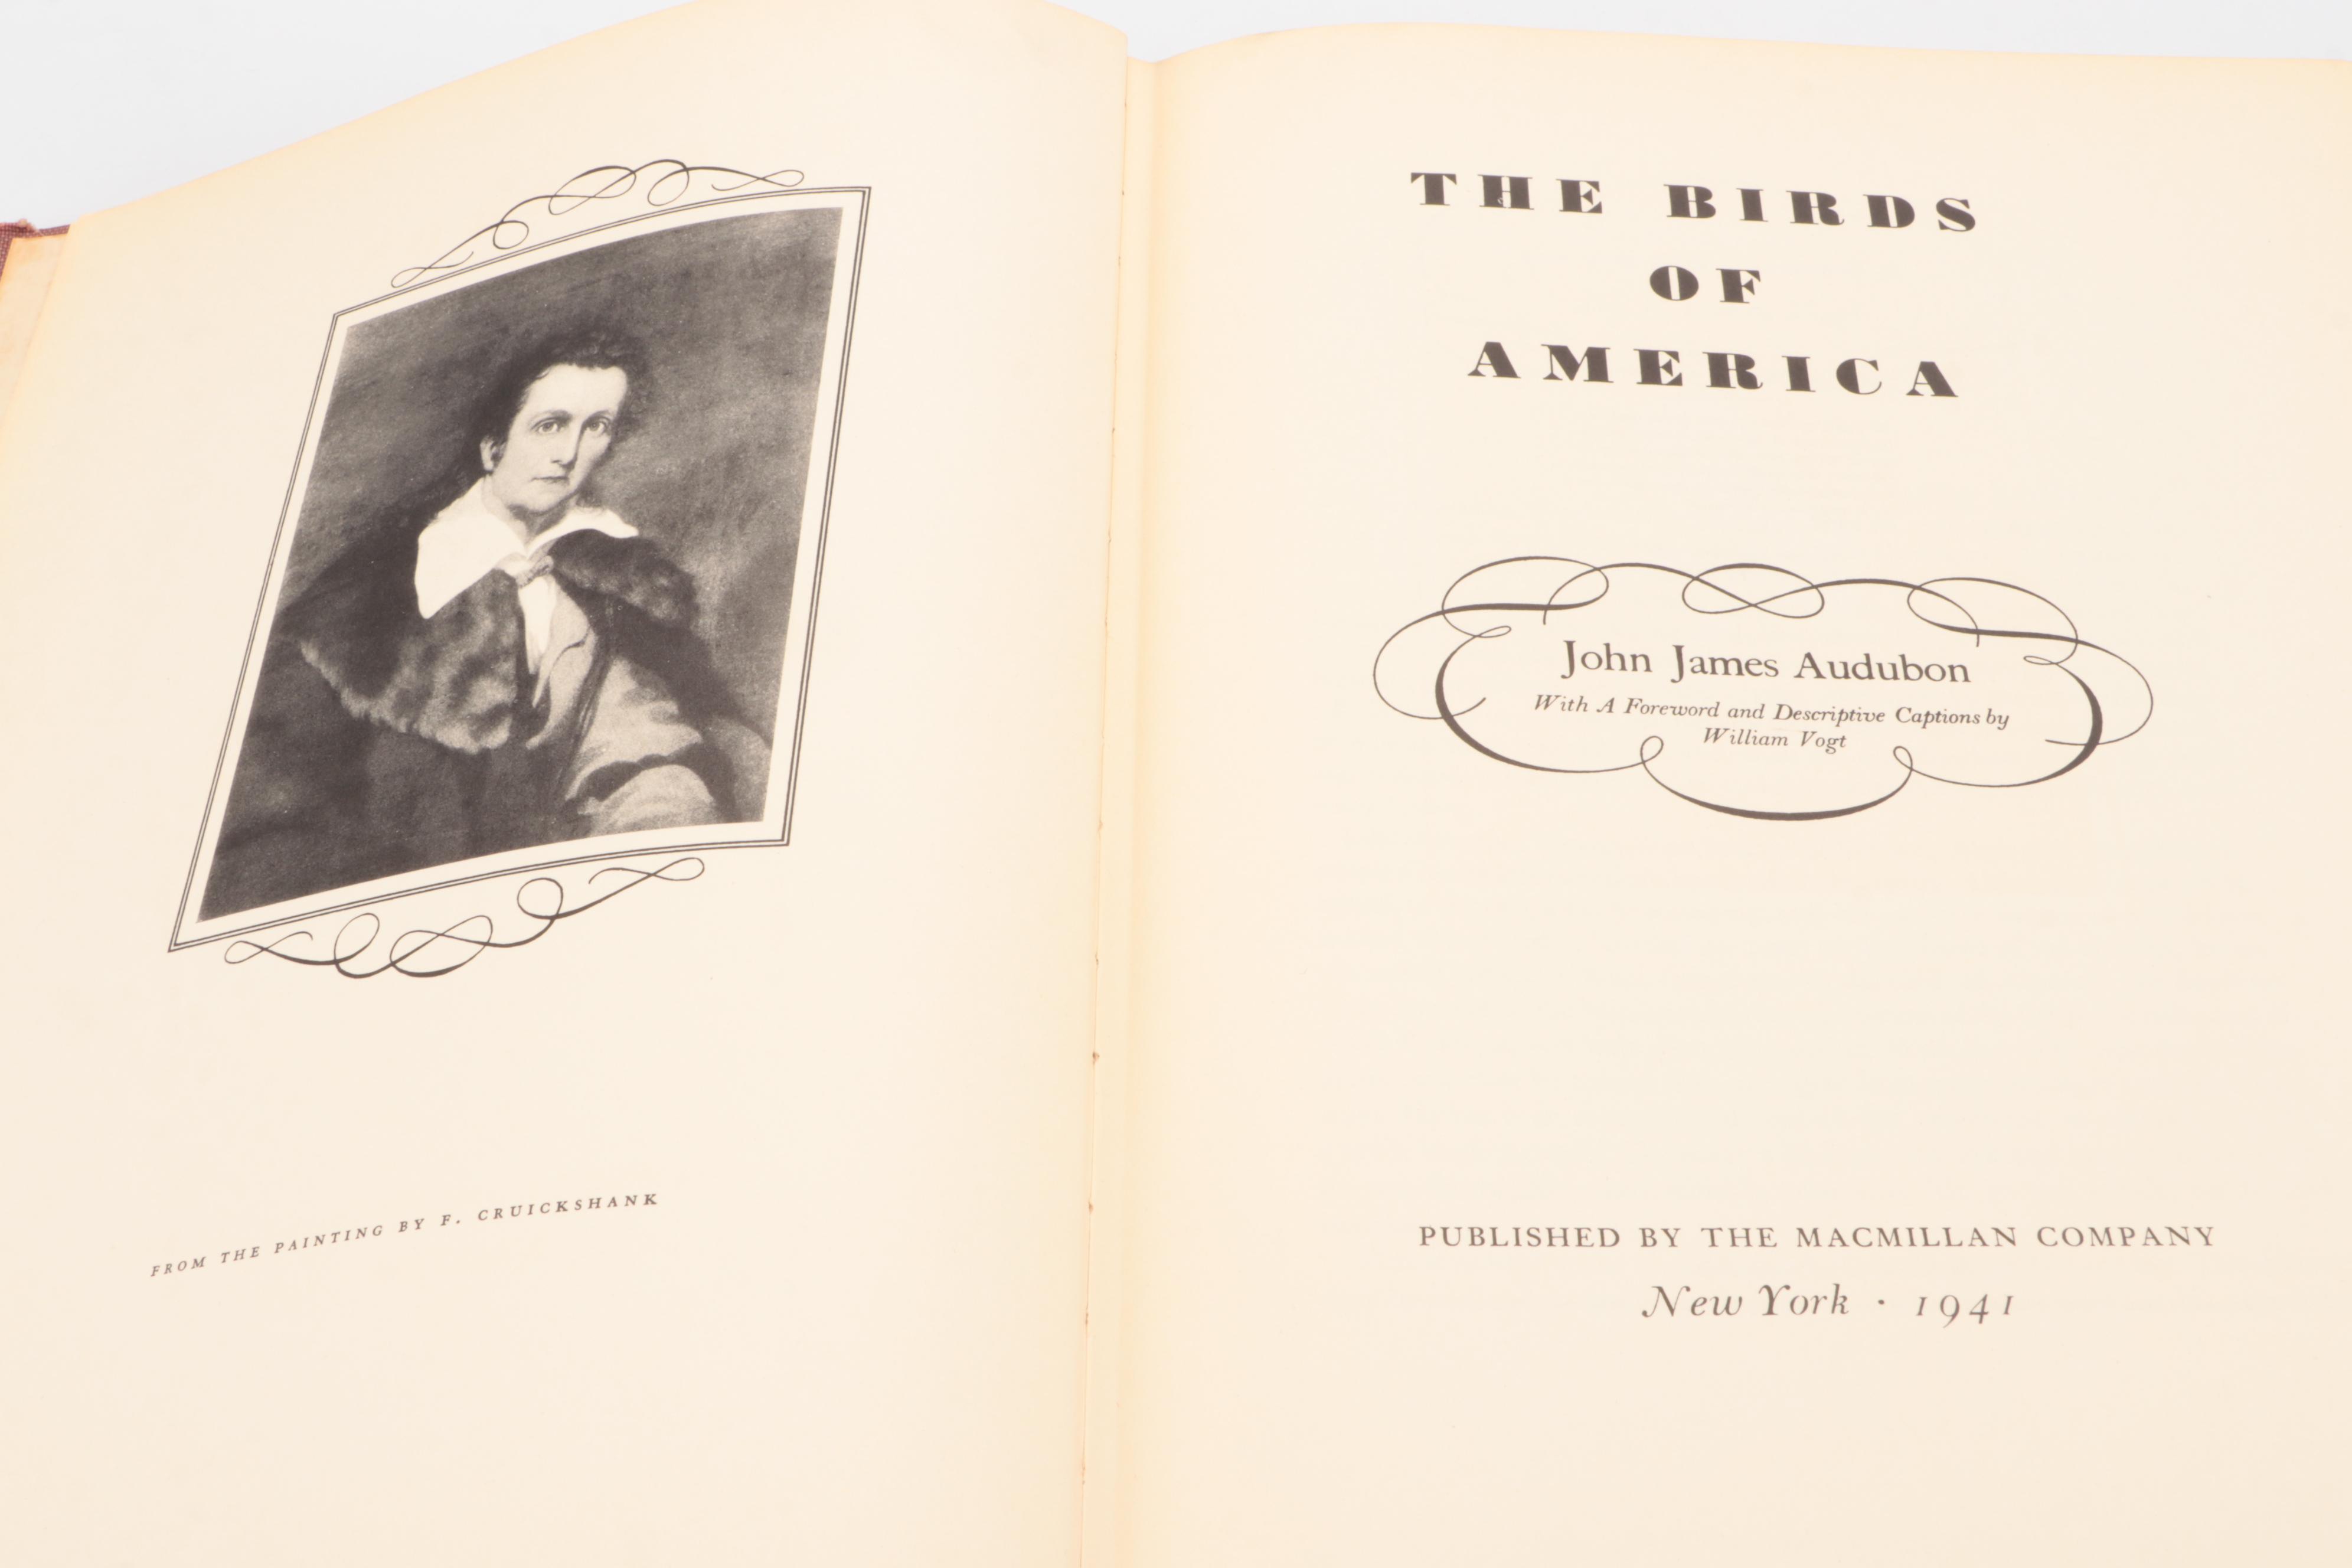 FROM THE PAINTING BY F. CRUICKSHANK
THE BIRDS
OF
AMERICA
John James Audubon
With A Foreword and Descriptive Captions by
William Vogt
PUBLISHED BY THE MACMILLAN COMPANY
New York · 1941